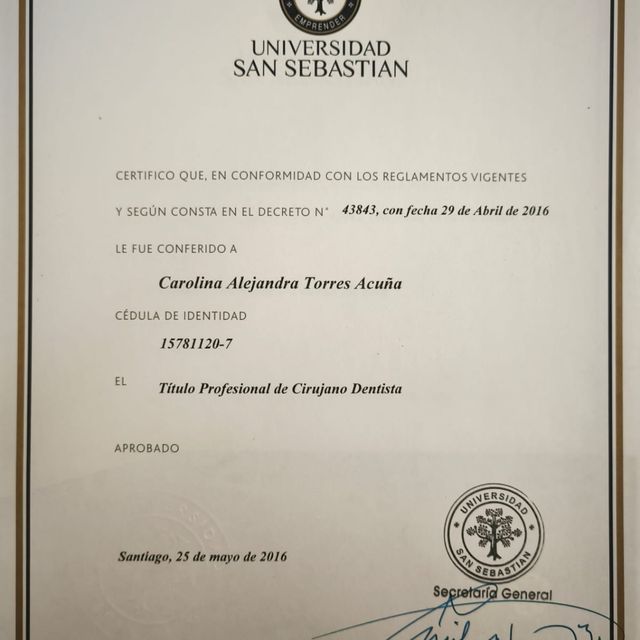 EMPRENDER
UNIVERSIDAD
SAN SEBASTIAN
CERTIFICO QUE, EN CONFORMIDAD CON LOS REGLAMENTOS VIGENTES
Y SEGÚN CONSTA EN EL DECRETO N° 43843, con fecha 29 de Abril de 2016
LE FUE CONFERIDO A
Carolina Alejandra Torres Acuña
CÉDULA DE IDENTIDAD
15781120-7
EL Título Profesional de Cirujano Dentista
APROBADO
UNIVERSIDAD
SAN SEBASTIAN
Santiago, 25 de mayo de 2016
Secretaría General